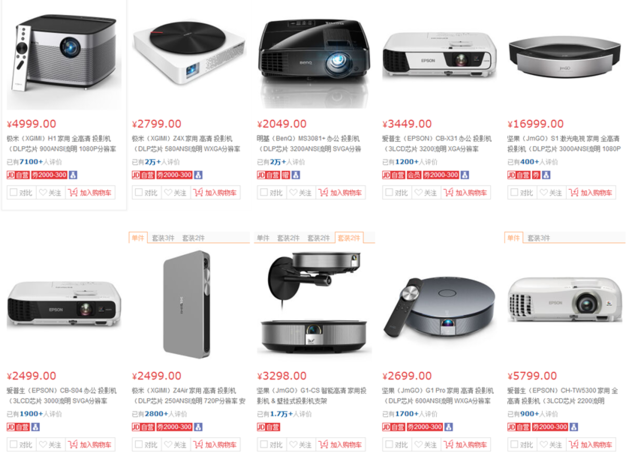 ¥4999.00
极米（XGIMI）H1 家用 全高清 投影机
（DLP芯片 900ANSI流明 1080P分辨率
已有7100+人评价
自营 券2000-300
对比 关注 加入购物车
¥2799.00
极米（XGIMI）Z4X 家用 高清 投影机
（DLP芯片 600ANSI流明 WXGA分辨率
已有2万+人评价
自营 券2000-300
对比 关注 加入购物车
BenQ
¥2049.00
明基（BenQ）MS3081+ 办公 投影机
（DLP芯片 3200ANSI流明 SVGA分辨
已有2万+人评价
自营
对比 关注 加入购物车
EPSON
¥3449.00
爱普生（EPSON）CB-X31 办公 投影机
（3LCD芯片 3200流明 XGA分辨率
已有1200+人评价
自营 会员 券2000-300
对比 关注 加入购物车
¥16999.00
坚果（JmGO）S1 激光电视 家用 全高清
投影机（DLP芯片 3000ANSI流明 1080P
已有400+人评价
自营 券
对比 关注 加入购物车
EPSON
¥2499.00
爱普生（EPSON）CB-S04 办公 投影机
（3LCD芯片 3000流明 SVGA分辨率
已有1900+人评价
自营 券2000-300
对比 关注 加入购物车
单件 套装3件 套装2件
¥2499.00
极米（XGIMI）Z4Air 家用 高清 投影机
（DLP芯片 250ANSI流明 720P分辨率
已有2800+人评价
自营 券2000-300
对比 关注 加入购物车
单件 套装2件 套装2件 套装2件
¥3298.00
坚果（JmGO）G1-CS 智能高清 家用投
影机 & 壁挂式投影机支架
已有1.7万+人评价
自营
对比 关注 加入购物车
¥2699.00
坚果（JmGO）G1 Pro 家用 高清 投影机
（DLP芯片 600ANSI流明 WXGA分辨率
已有1700+人评价
自营 券2000-300
对比 关注 加入购物车
单件 套装3件
EPSON
¥5799.00
爱普生（EPSON）CH-TW5300 家用 全
高清 投影机（3LCD芯片 2200流明
已有900+人评价
自营 券2000-300
对比 关注 加入购物车